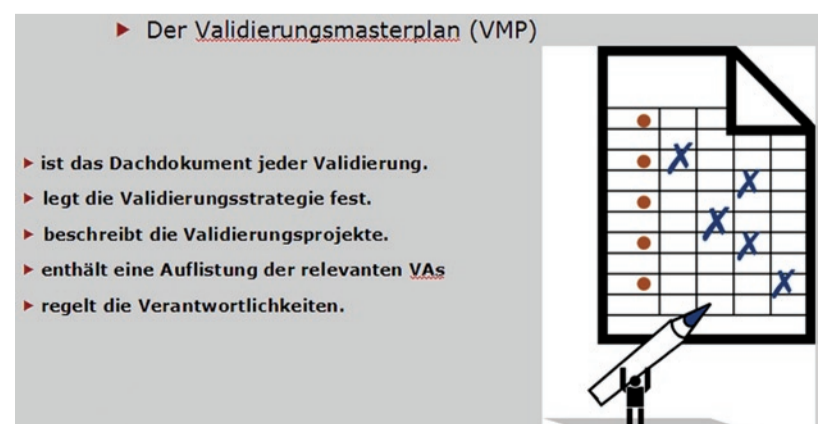 Der Validierungsmasterplan (VMP)
ist das Dachdokument jeder Validierung.
legt die Validierungsstrategie fest.
beschreibt die Validierungsprojekte.
enthält eine Auflistung der relevanten VAs
regelt die Verantwortlichkeiten.